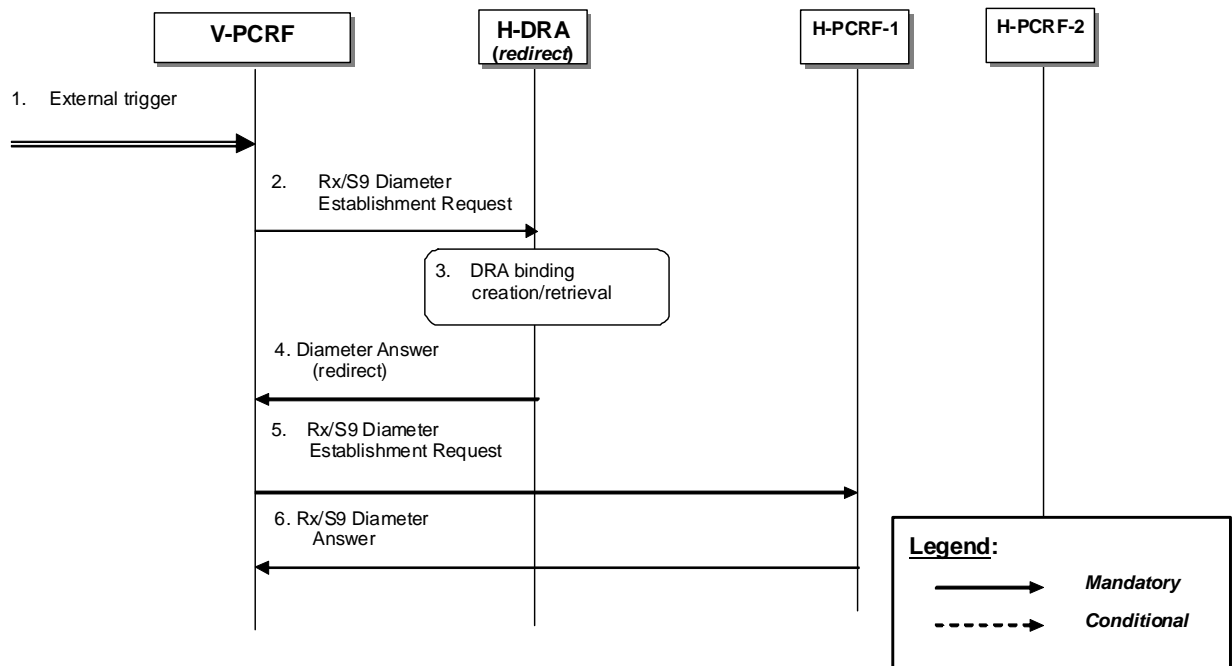 V-PCRF
H-DRA
(redirect)
H-PCRF-1
H-PCRF-2
1. External trigger
2. Rx/S9 Diameter
Establishment Request
3. DRA binding
creation/retrieval
4. Diameter Answer
(redirect)
5. Rx/S9 Diameter
Establishment Request
6. Rx/S9 Diameter
Answer
Legend:
Mandatory
Conditional